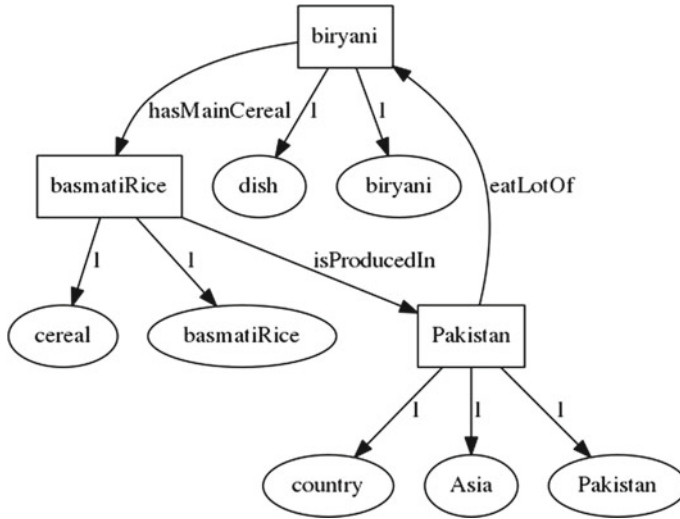 biryani
hasMainCereal l l
basmatiRice dish biryani eatLotOf
l l isProducedIn
cereal basmatiRice Pakistan
l l l
country Asia Pakistan